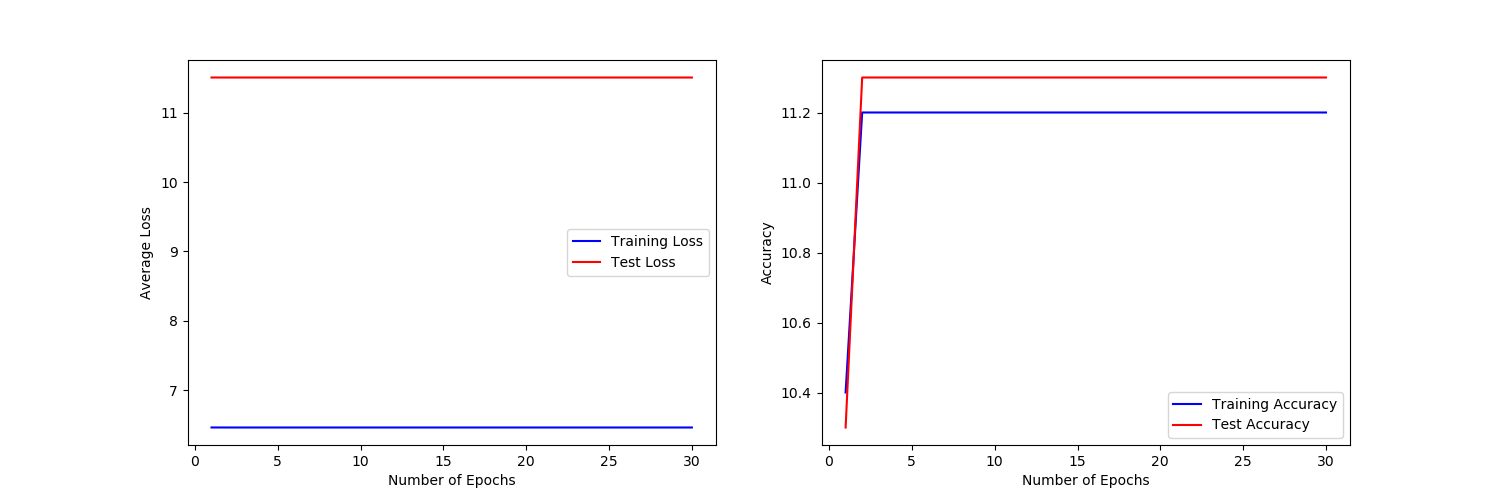 11
10
9
8
7
Average Loss
0 5 10 15 20 25 30
Number of Epochs
Training Loss
Test Loss
11.2
11.0
10.8
10.6
10.4
Accuracy
0 5 10 15 20 25 30
Number of Epochs
Training Accuracy
Test Accuracy